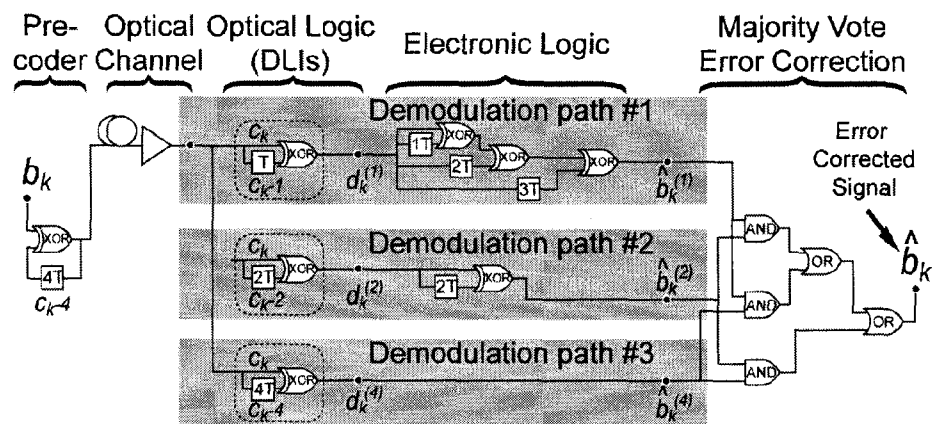 Pre-
coder
Optical
Channel
Optical Logic
(DLIs)
Electronic Logic
Majority Vote
Error Correction
Demodulation path #1
c_k
T
XOR
c_k-1
d_k^(1)
1T
XOR
2T
XOR
3T
XOR
b̂_k^(1)
Error
Corrected
Signal
b_k
XOR
4T
c_k-4
Demodulation path #2
c_k
2T
XOR
c_k-2
d_k^(2)
2T
XOR
b̂_k^(2)
AND
OR
AND
OR
b̂_k
Demodulation path #3
c_k
4T
XOR
c_k-4
d_k^(4)
b̂_k^(4)
AND